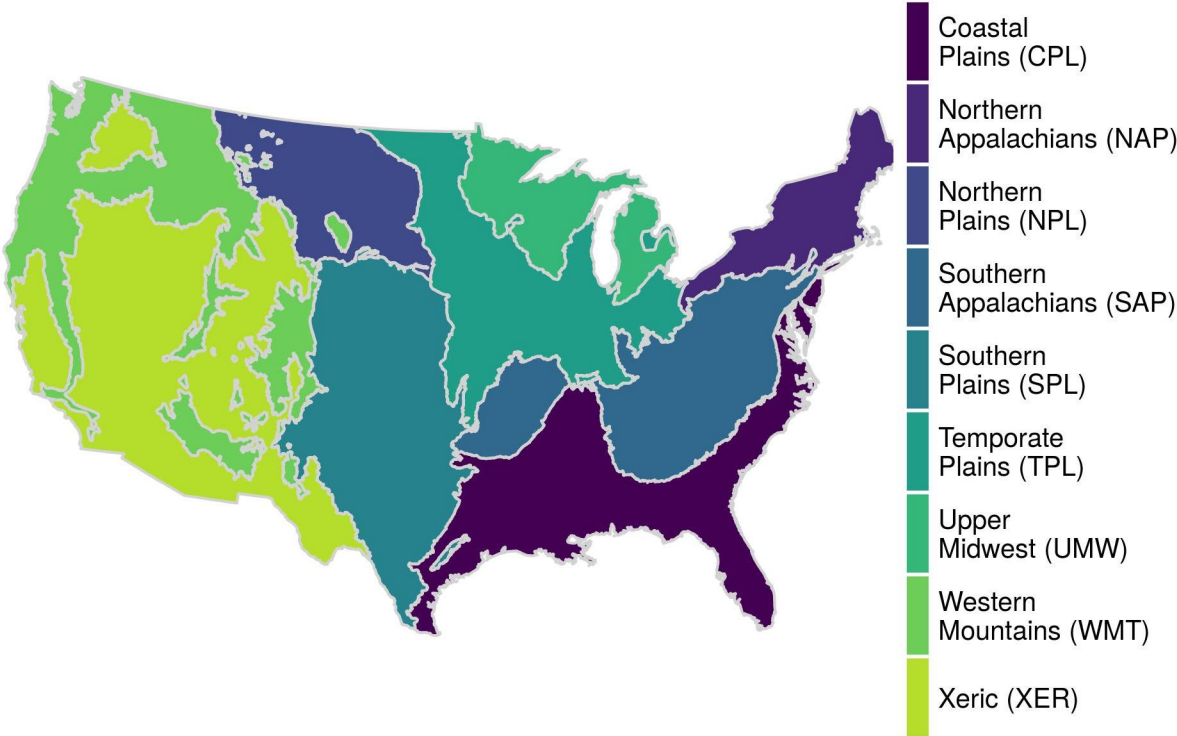 Coastal
Plains (CPL)
Northern
Appalachians (NAP)
Northern
Plains (NPL)
Southern
Appalachians (SAP)
Southern
Plains (SPL)
Temporate
Plains (TPL)
Upper
Midwest (UMW)
Western
Mountains (WMT)
Xeric (XER)